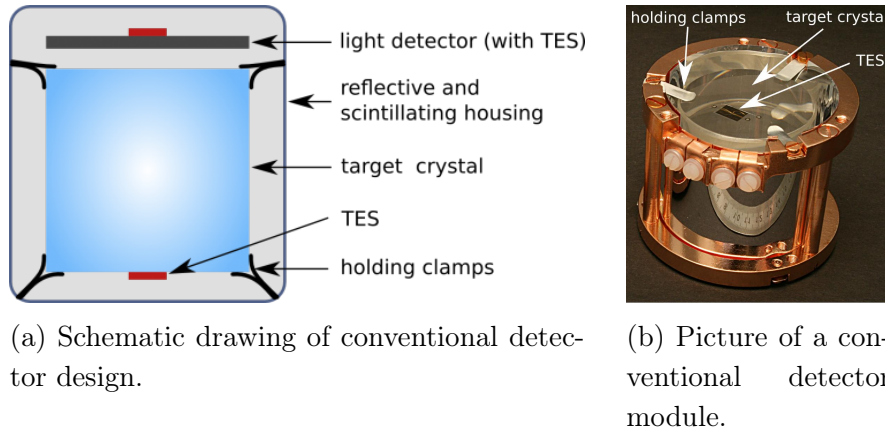 light detector (with TES)
reflective and
scintillating housing
target crystal
TES
holding clamps
(a) Schematic drawing of conventional detec-
tor design.
holding clamps
target crystal
TES
(b) Picture of a con-
ventional detector
module.